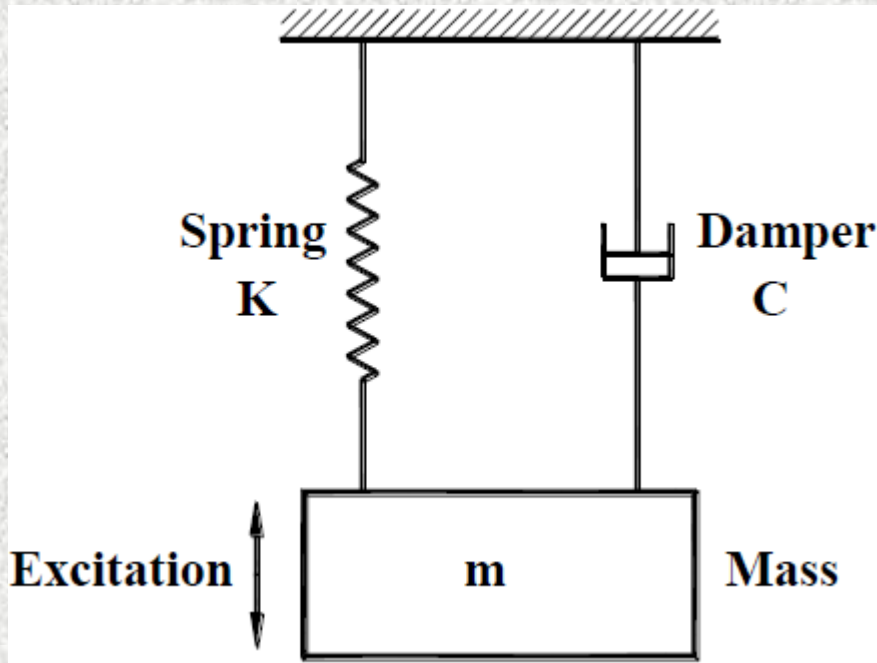 Spring
K
Damper
C
Excitation
m
Mass